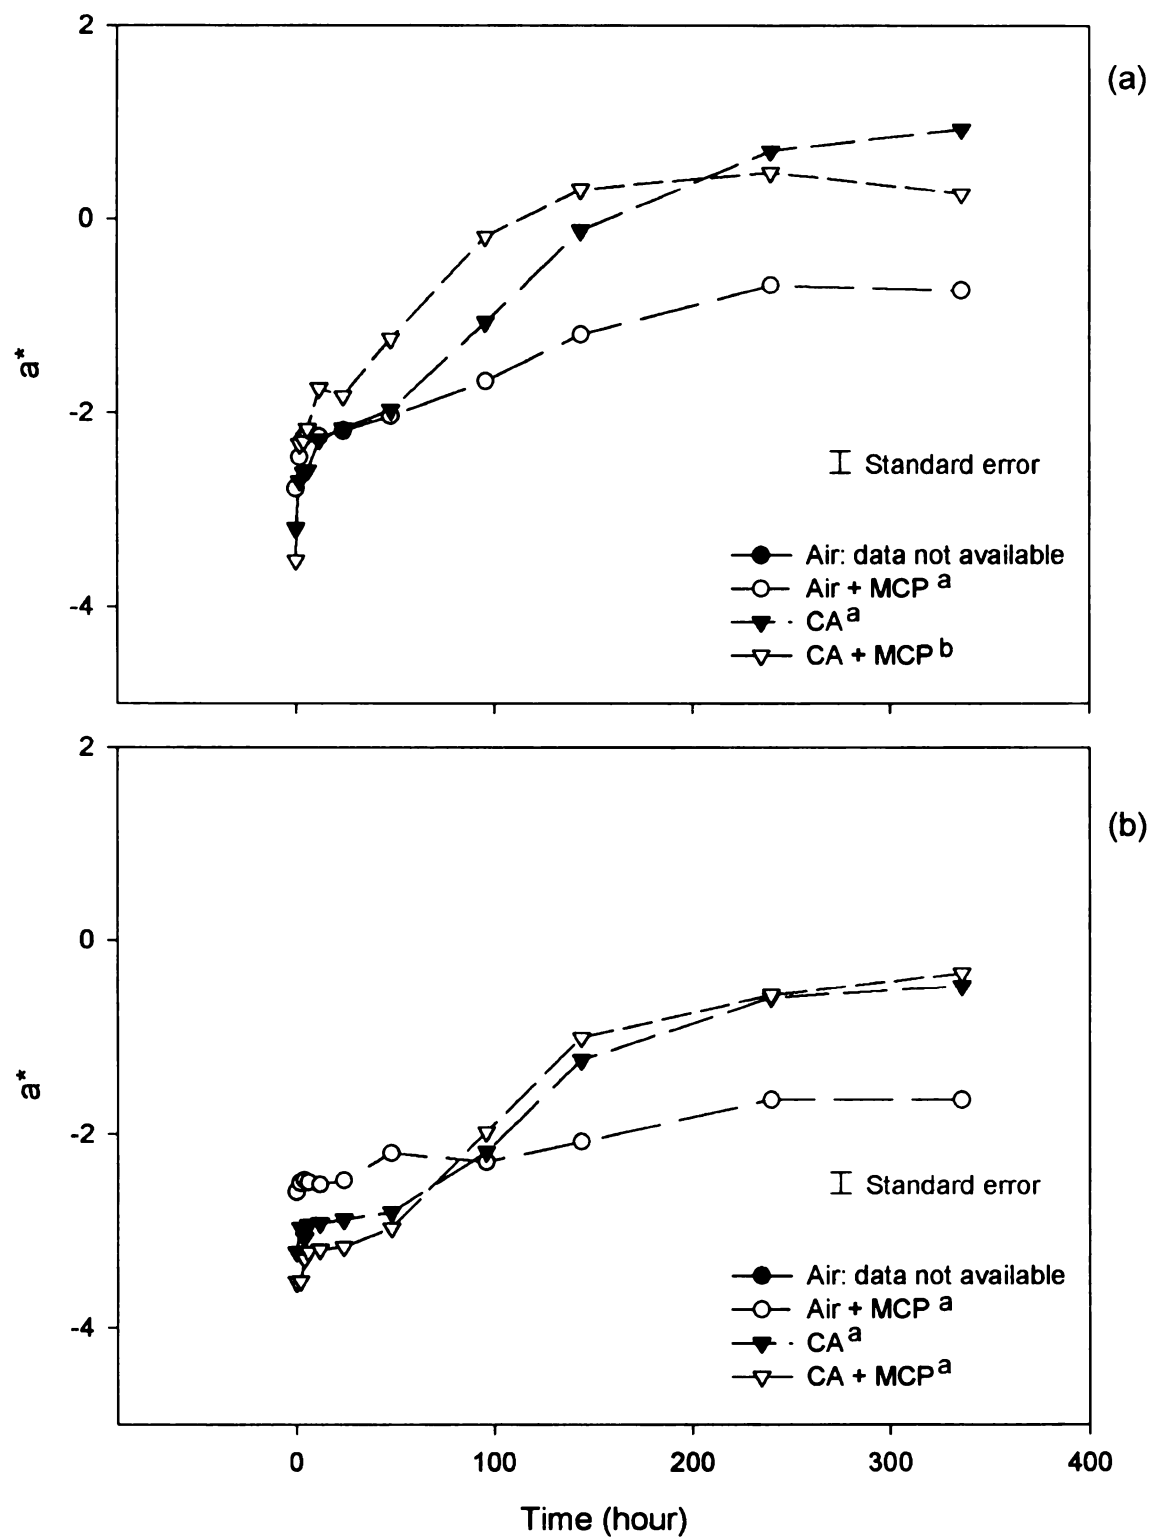 2
(a)
0
a*
-2
Standard error
Air: data not available
Air + MCP a
-4
CA a
CA + MCP b
2
(b)
0
a*
-2
Standard error
Air: data not available
Air + MCP a
-4
CA a
CA + MCP a
0 100 200 300 400
Time (hour)